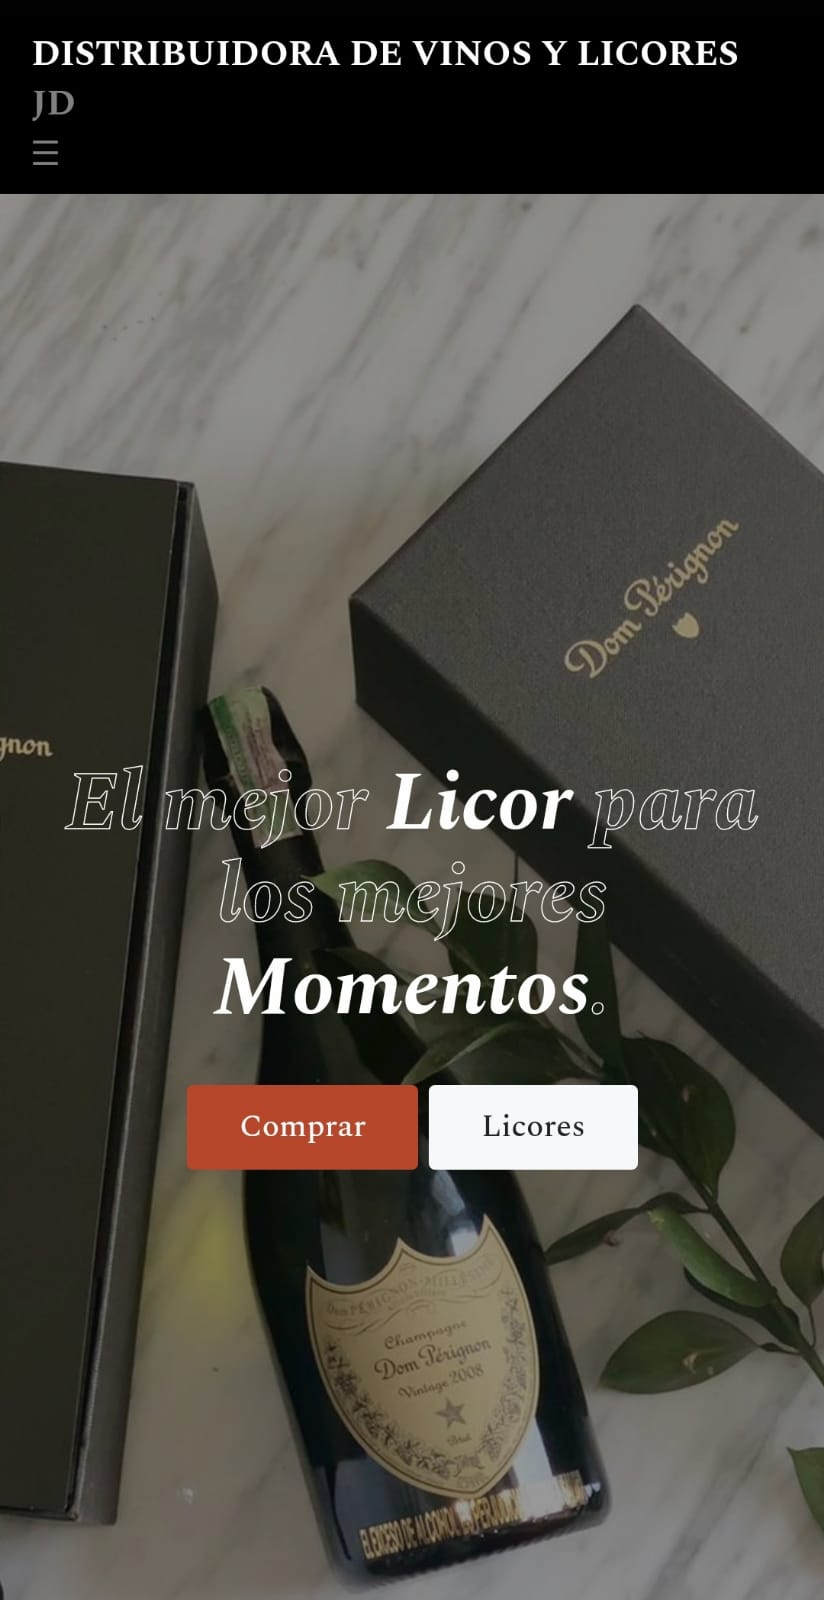 DISTRIBUIDORA DE VINOS Y LICORES
JD
Dom Pérignon
gnon
El mejor Licor para
los mejores
Momentos.
Comprar
Licores
Dom PÉRIGNON-MILLÉSIME
Champagne
Dom Pérignon
Vintage 2008
Brut
EL EXCESO DE ALCOHOL ES PERJUDICIAL